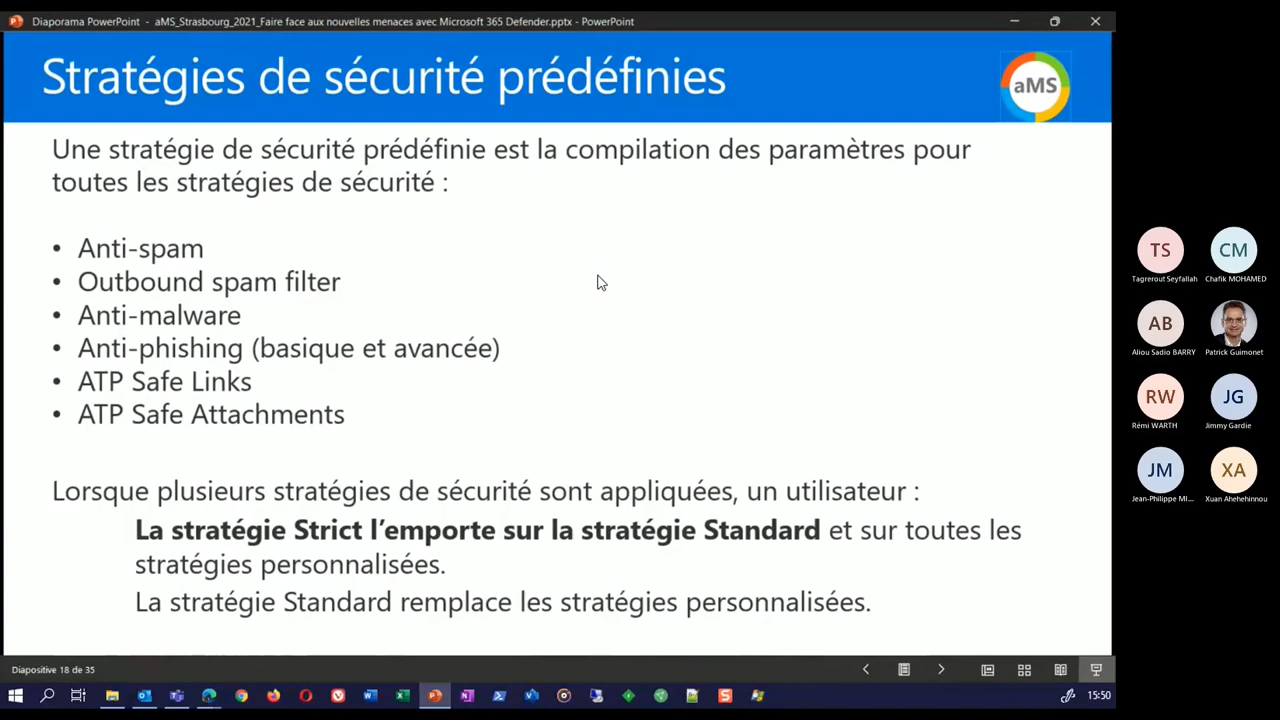 Diaporama PowerPoint - aMS_Strasbourg_2021_Faire face aux nouvelles menaces avec Microsoft 365 Defender.pptx - PowerPoint
Stratégies de sécurité prédéfinies
aMS
Une stratégie de sécurité prédéfinie est la compilation des paramètres pour
toutes les stratégies de sécurité :
• Anti-spam
• Outbound spam filter
• Anti-malware
• Anti-phishing (basique et avancée)
• ATP Safe Links
• ATP Safe Attachments
Lorsque plusieurs stratégies de sécurité sont appliquées, un utilisateur :
La stratégie Strict l’emporte sur la stratégie Standard et sur toutes les
stratégies personnalisées.
La stratégie Standard remplace les stratégies personnalisées.
Diapositive 18 de 35
15:50
TS
Tagrerout Seyfallah
CM
Chafik MOHAMED
AB
Aliou Sadio BARRY
Patrick Guimonet
RW
Rémi WARTH
JG
Jimmy Gardie
JM
Jean-Philippe MI...
XA
Xuan Ahehehinnou